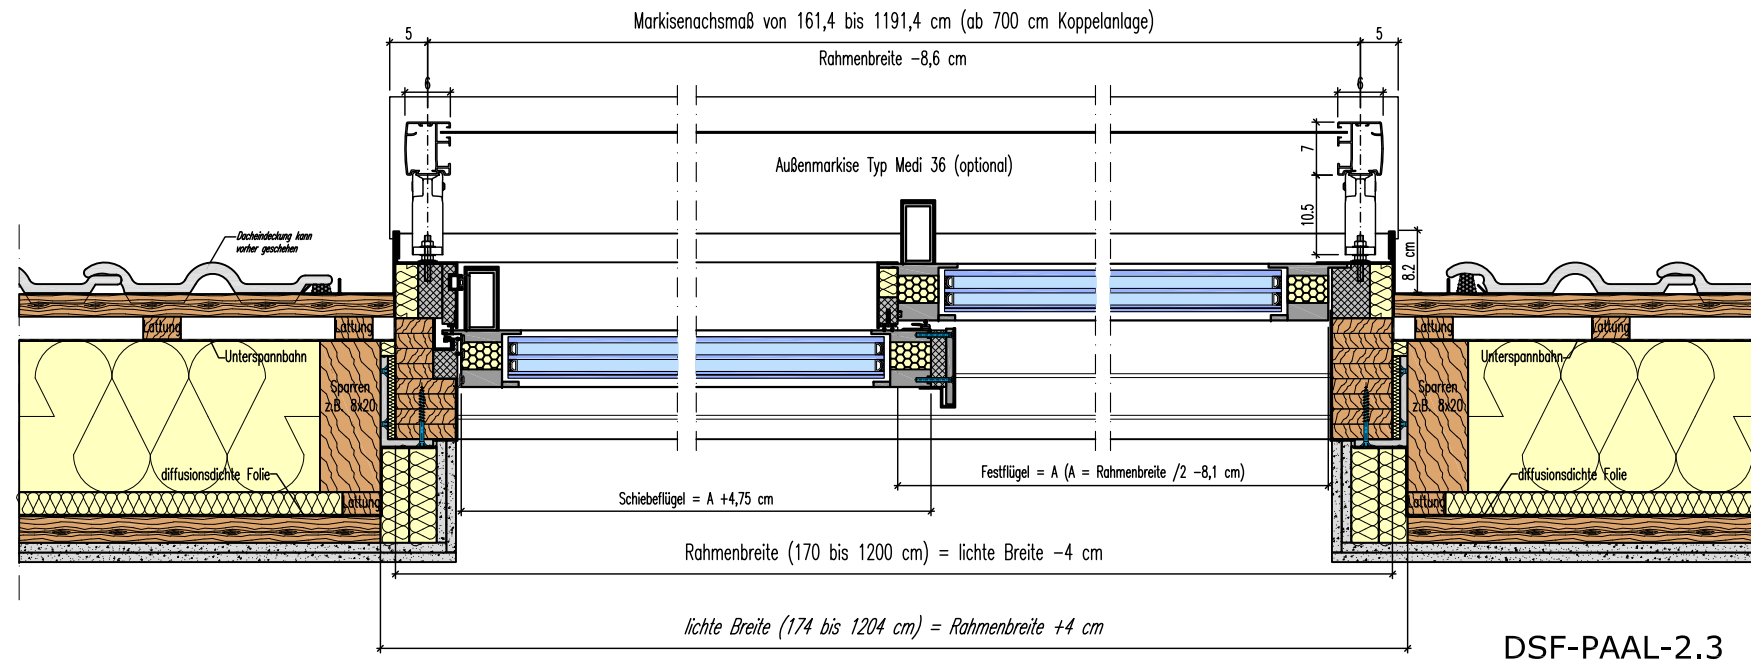 Markisenachsmaß von 161,4 bis 1191,4 cm (ab 700 cm Koppelanlage)
5
5
Rahmenbreite -8,6 cm
6
6
7
Außenmarkise Typ Medi 36 (optional)
10.5
Dacheindeckung kann
vorher geschehen
8.2 cm
Lattung
Lattung
Lattung
Lattung
Unterspannbahn
Unterspannbahn
Sparren
z.B. 8x20
Sparren
z.B. 8x20
diffusionsdichte Folie
Festflügel = A (A = Rahmenbreite /2 -8,1 cm)
diffusionsdichte Folie
Schiebeflügel = A +4,75 cm
Lattung
Lattung
Rahmenbreite (170 bis 1200 cm) = lichte Breite -4 cm
lichte Breite (174 bis 1204 cm) = Rahmenbreite +4 cm
DSF-PAAL-2.3